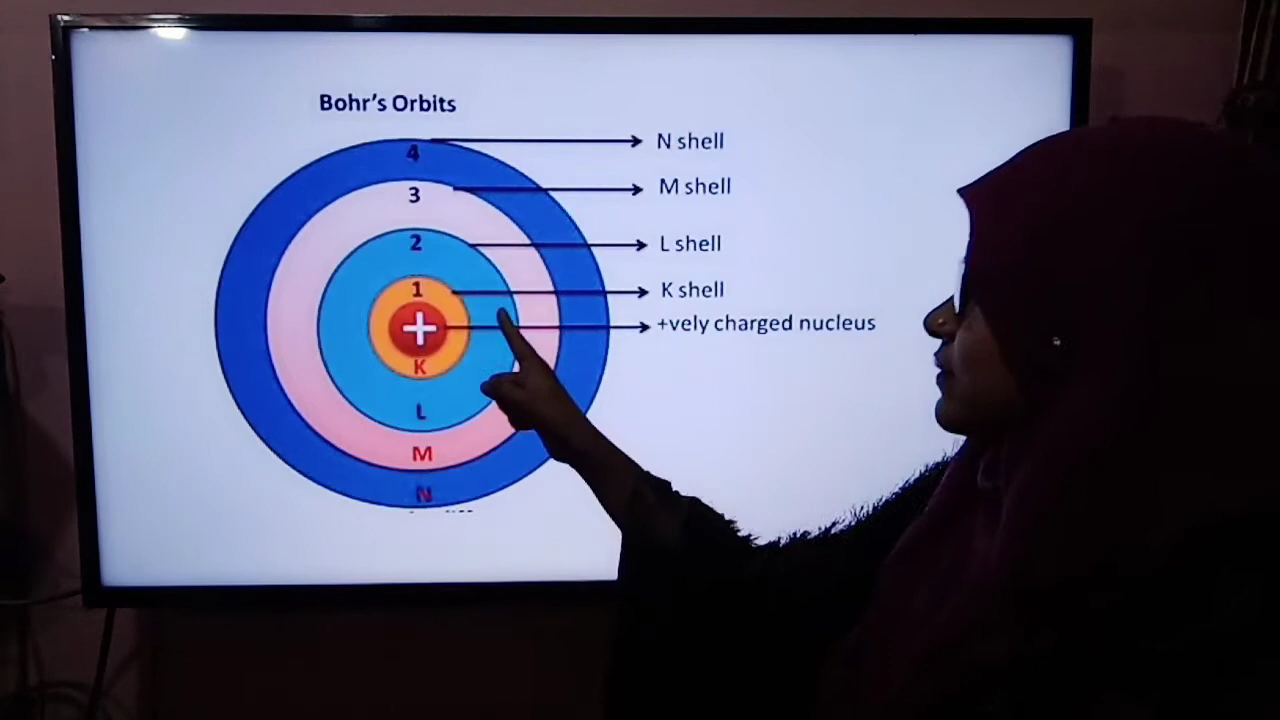 Bohr's Orbits
4
N shell
3
M shell
2
L shell
1
K shell
+
+vely charged nucleus
K
L
M
N